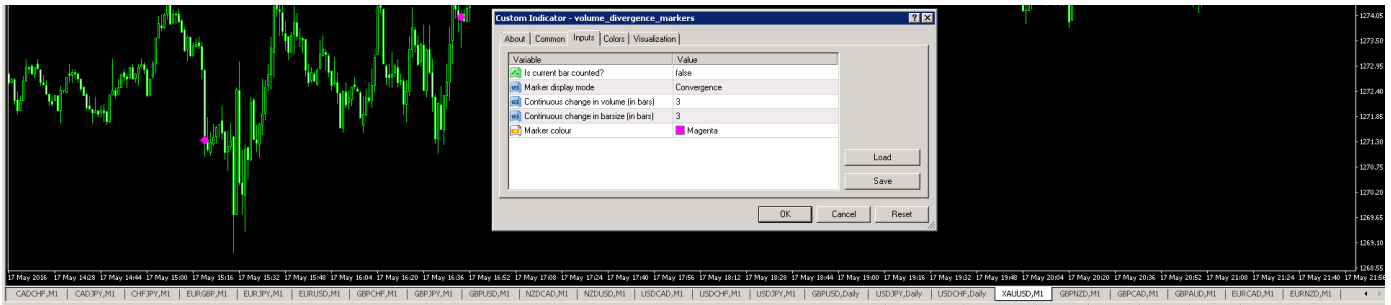 Custom Indicator - volume_divergence_markers
About Common Inputs Colors Visualization
Variable Value
Is current bar counted? false
Marker display mode Convergence
Continuous change in volume (in bars) 3
Continuous change in barsize (in bars) 3
Marker colour Magenta
Load
Save
OK Cancel Reset
1274.05
1273.50
1272.95
1272.40
1271.85
1271.30
1270.75
1270.20
1269.65
1269.10
1268.55
17 May 2016 17 May 14:28 17 May 14:44 17 May 15:00 17 May 15:16 17 May 15:32 17 May 15:48 17 May 16:04 17 May 16:20 17 May 16:36 17 May 16:52 17 May 17:08 17 May 17:24 17 May 17:40 17 May 17:56 17 May 18:12 17 May 18:28 17 May 18:44 17 May 19:00 17 May 19:16 17 May 19:32 17 May 19:48 17 May 20:04 17 May 20:20 17 May 20:36 17 May 20:52 17 May 21:08 17 May 21:24 17 May 21:40 17 May 21:56
CADCHF,M1 CADJPY,M1 CHFJPY,M1 EURGBP,M1 EURJPY,M1 EURUSD,M1 GBPCHF,M1 GBPJPY,M1 GBPUSD,M1 NZDCAD,M1 NZDUSD,M1 USDCAD,M1 USDCHF,M1 USDJPY,M1 GBPUSD,Daily USDJPY,Daily USDCHF,Daily XAUUSD,M1 GBPNZD,M1 GBPCAD,M1 GBPAUD,M1 EURCAD,M1 EURNZD,M1